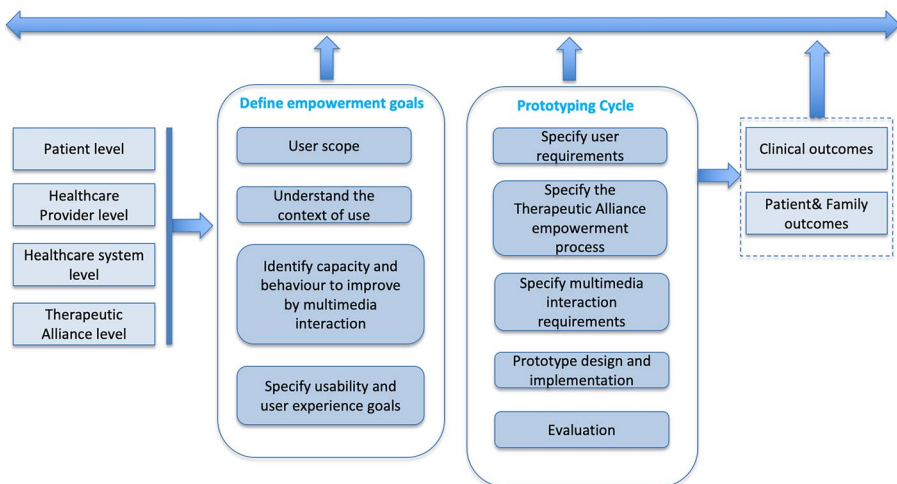 Define empowerment goals
Prototyping Cycle
Patient level
Healthcare
Provider level
Healthcare system
level
Therapeutic
Alliance level
User scope
Understand the
context of use
Identify capacity and
behaviour to improve
by multimedia
interaction
Specify usability and
user experience goals
Specify user
requirements
Specify the
Therapeutic Alliance
empowerment
process
Specify multimedia
interaction
requirements
Prototype design and
implementation
Evaluation
Clinical outcomes
Patient& Family
outcomes